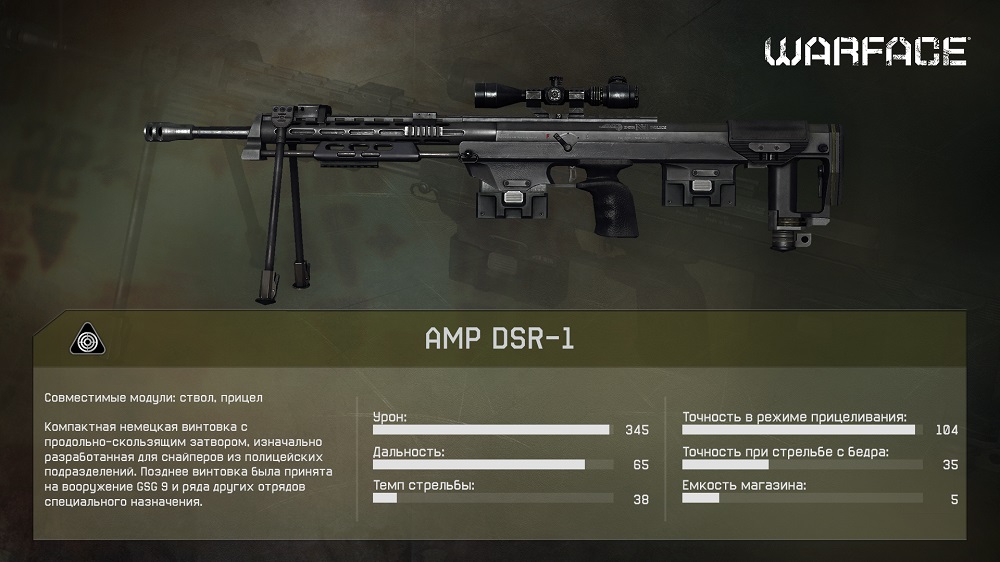 WARFACE
AMP DSR-1
Совместимые модули: ствол, прицел
Компактная немецкая винтовка с
продольно-скользящим затвором, изначально
разработанная для снайперов из полицейских
подразделений. Позднее винтовка была принята
на вооружение GSG 9 и ряда других отрядов
специального назначения.
Урон:
345
Дальность:
65
Темп стрельбы:
38
Точность в режиме прицеливания:
104
Точность при стрельбе с бедра:
35
Емкость магазина:
5